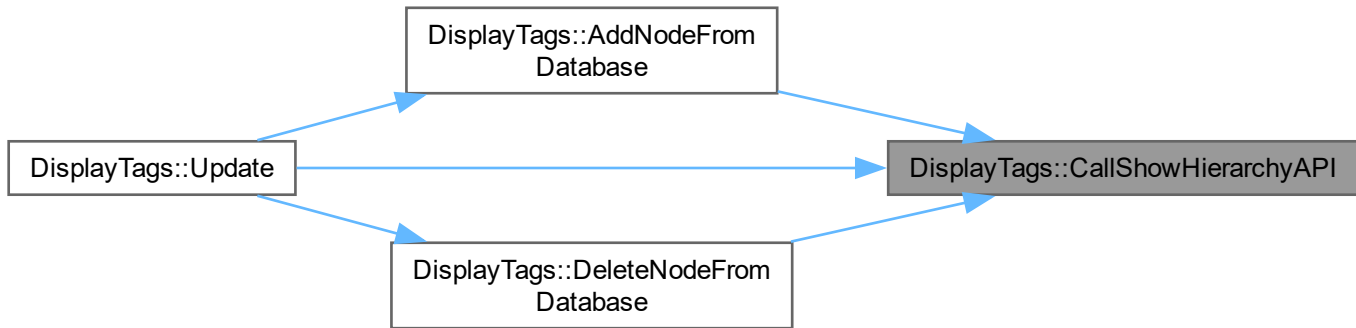 DisplayTags::AddNodeFrom
Database
DisplayTags::Update
DisplayTags::CallShowHierarchyAPI
DisplayTags::DeleteNodeFrom
Database